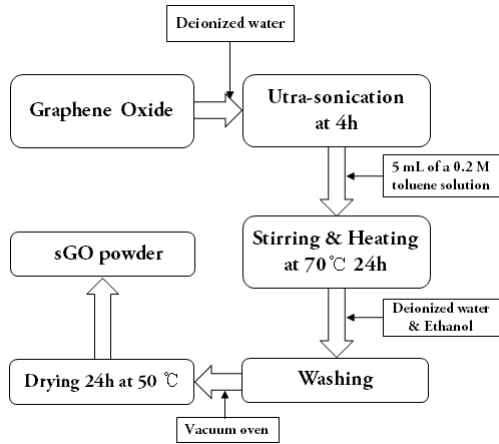 Deionized water
Graphene Oxide
Utra-sonication
at 4h
5 mL of a 0.2 M
toluene solution
Stirring & Heating
at 70℃ 24h
sGO powder
Deionized water
& Ethanol
Drying 24h at 50 ℃
Washing
Vacuum oven